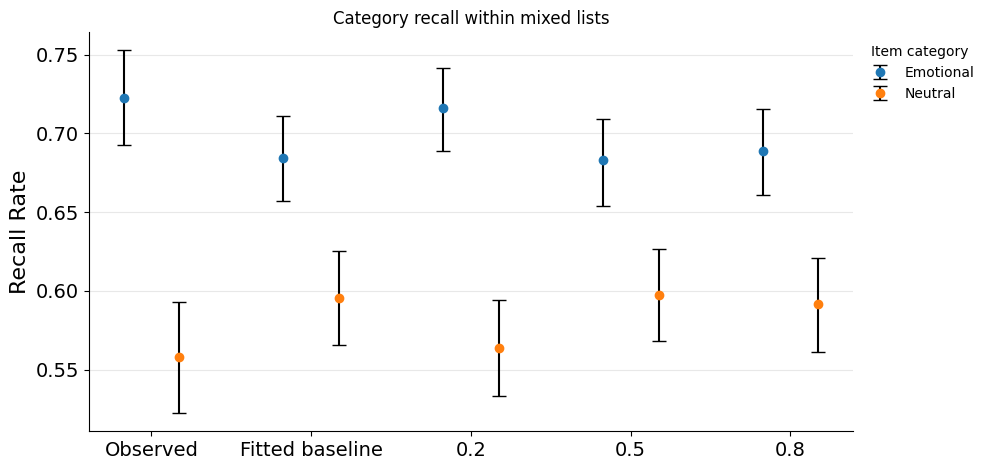 Category recall within mixed lists
Recall Rate
0.75
0.70
0.65
0.60
0.55
Observed
Fitted baseline
0.2
0.5
0.8
Item category
Emotional
Neutral